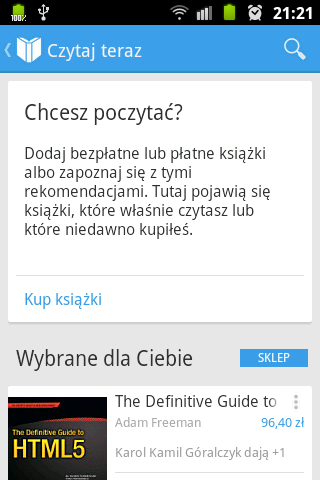 100%
21:21
Czytaj teraz
Chcesz poczytać?
Dodaj bezpłatne lub płatne książki
albo zapoznaj się z tymi
rekomendacjami. Tutaj pojawią się
książki, które właśnie czytasz lub
które niedawno kupiłeś.
Kup książki
Wybrane dla Ciebie
SKLEP
The Definitive Guide to
HTML5
The Definitive Guide to
Adam Freeman
96,40 zł
Karol Kamil Góralczyk dają +1